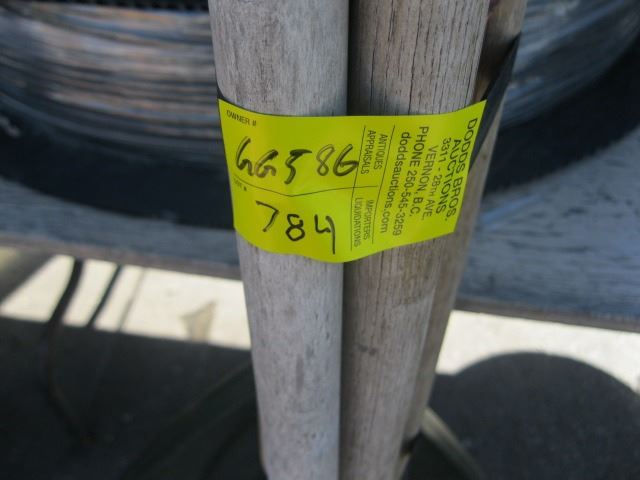 OWNER #
GG586
LOT #
784
ANTIQUES
APPRAISALS
IMPORTERS
LIQUIDATIONS
DODDS BROS
AUCTIONS
3311 - 28TH AVE.
VERNON, B.C.
PHONE 250-545-3259
doddsauctions.com